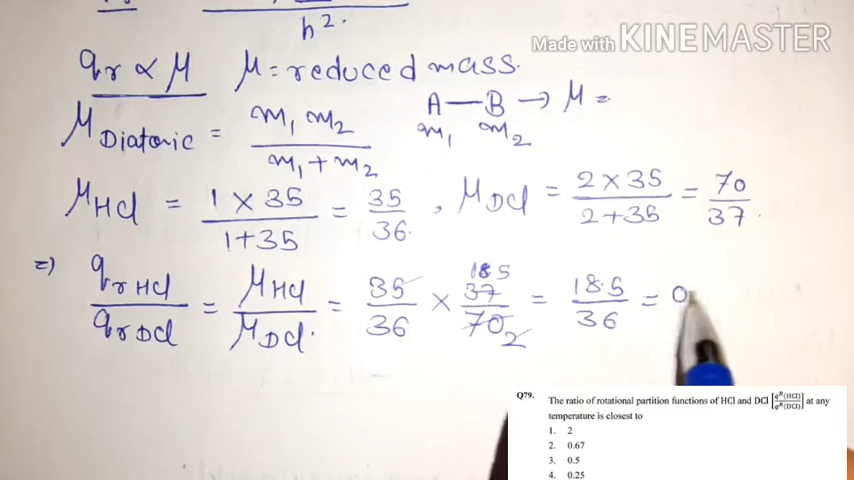 h².
Made with KINEMASTER
qr ∝ μ μ = reduced mass.
μDiatomic = m₁ m₂ / m₁ + m₂ A — B → μ =
m₁ m₂
μHCl = 1 × 35 / 1 + 35 = 35 / 36 , μDCl = 2 × 35 / 2 + 35 = 70 / 37 .
=) qr HCl / qr DCl = μHCl / μDCl . = 35 / 36 × 37 18.5 / 70 2 = 18.5 / 36 = 0
Q79. The ratio of rotational partition functions of HCl and DCl [qᴿ(HCl) / qᴿ(DCl)] at any
temperature is closest to
1. 2
2. 0.67
3. 0.5
4. 0.25